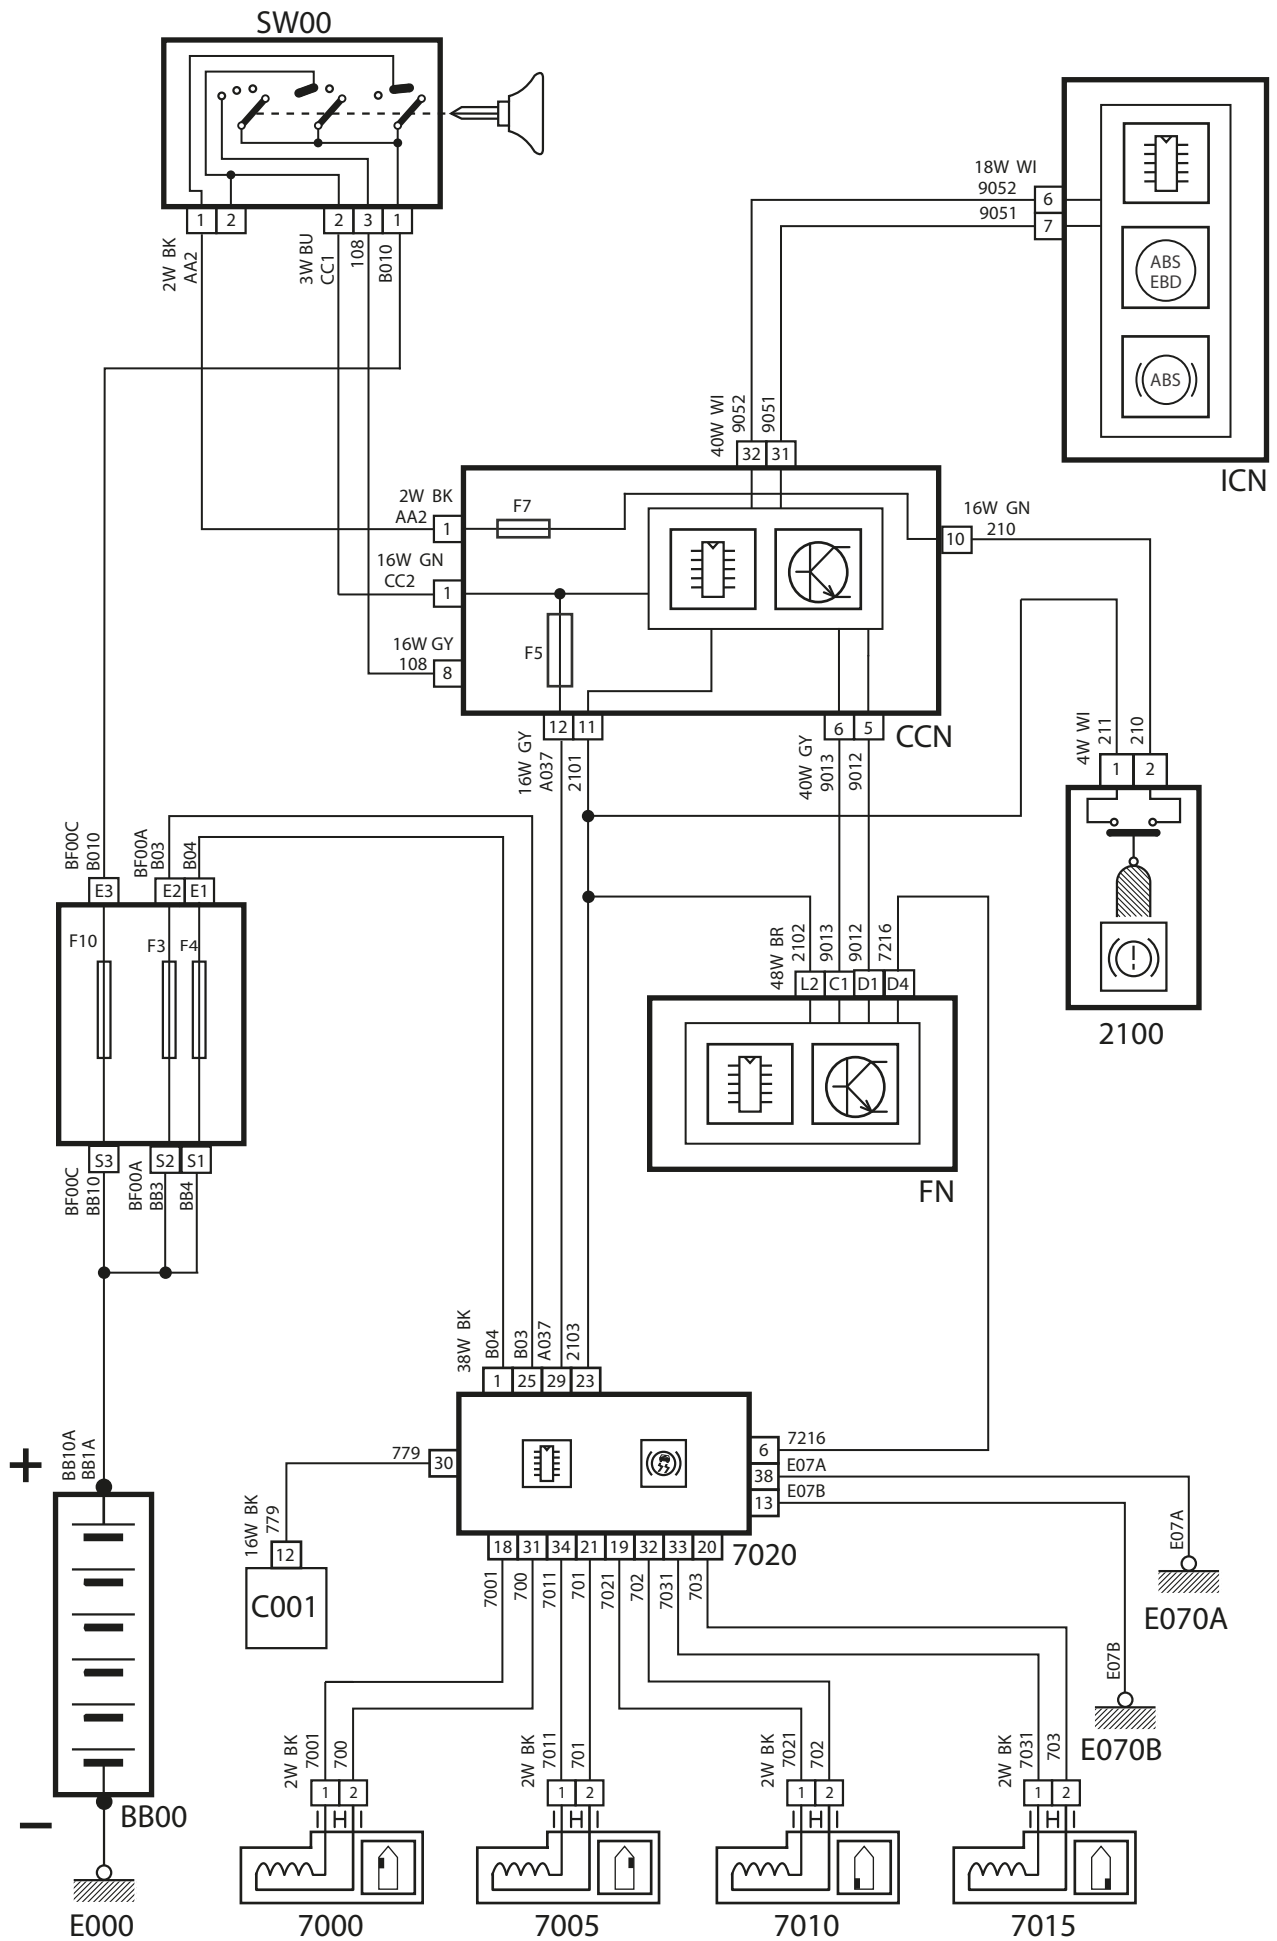 SW00
1 2 2 3 1
2W BK
AA2
3W BU
CC1
108
B010
18W WI
9052
9051
6
7
ABS
EBD
ABS
ICN
40W WI
9052
9051
32 31
2W BK
AA2
1
F7
16W GN
CC2
1
F5
16W GY
108
8
16W GN
210
10
12 11
6 5
CCN
16W GY
A037
2101
40W GY
9013
9012
4W WI
211
210
1 2
2100
BF00C
B010
BF00A
B03
B04
E3 E2 E1
F10
F3 F4
S3 S2 S1
BF00C
BB10
BF00A
BB3
BB4
48W BR
2102
9013
9012
7216
L2 C1 D1 D4
FN
38W BK
B04
B03
A037
2103
1 25 29 23
779
30
6
7216
38
E07A
13
E07B
18 31 34 21 19 32 33 20
7020
7001
700
7011
701
7021
702
7031
703
16W BK
779
12
C001
+
BB10A
BB1A
BB00
–
E000
E07A
E070A
E07B
E070B
2W BK
7001
700
1 2
H
7000
2W BK
7011
701
1 2
H
7005
2W BK
7021
702
1 2
H
7010
2W BK
7031
703
1 2
H
7015